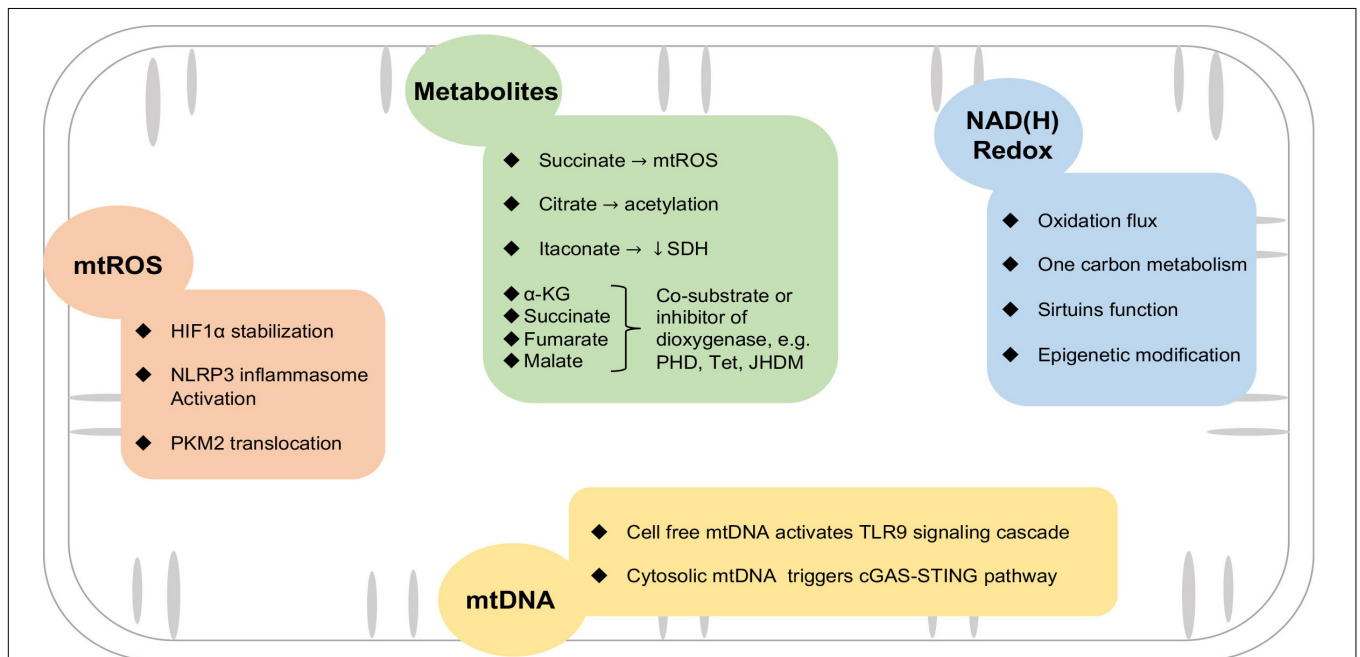 Metabolites
◆ Succinate → mtROS
◆ Citrate → acetylation
◆ Itaconate → ↓ SDH
◆ α-KG
◆ Succinate
◆ Fumarate
◆ Malate
Co-substrate or
inhibitor of
dioxygenase, e.g.
PHD, Tet, JHDM
NAD(H)
Redox
◆ Oxidation flux
◆ One carbon metabolism
◆ Sirtuins function
◆ Epigenetic modification
mtROS
◆ HIF1α stabilization
◆ NLRP3 inflammasome
Activation
◆ PKM2 translocation
mtDNA
◆ Cell free mtDNA activates TLR9 signaling cascade
◆ Cytosolic mtDNA triggers cGAS-STING pathway